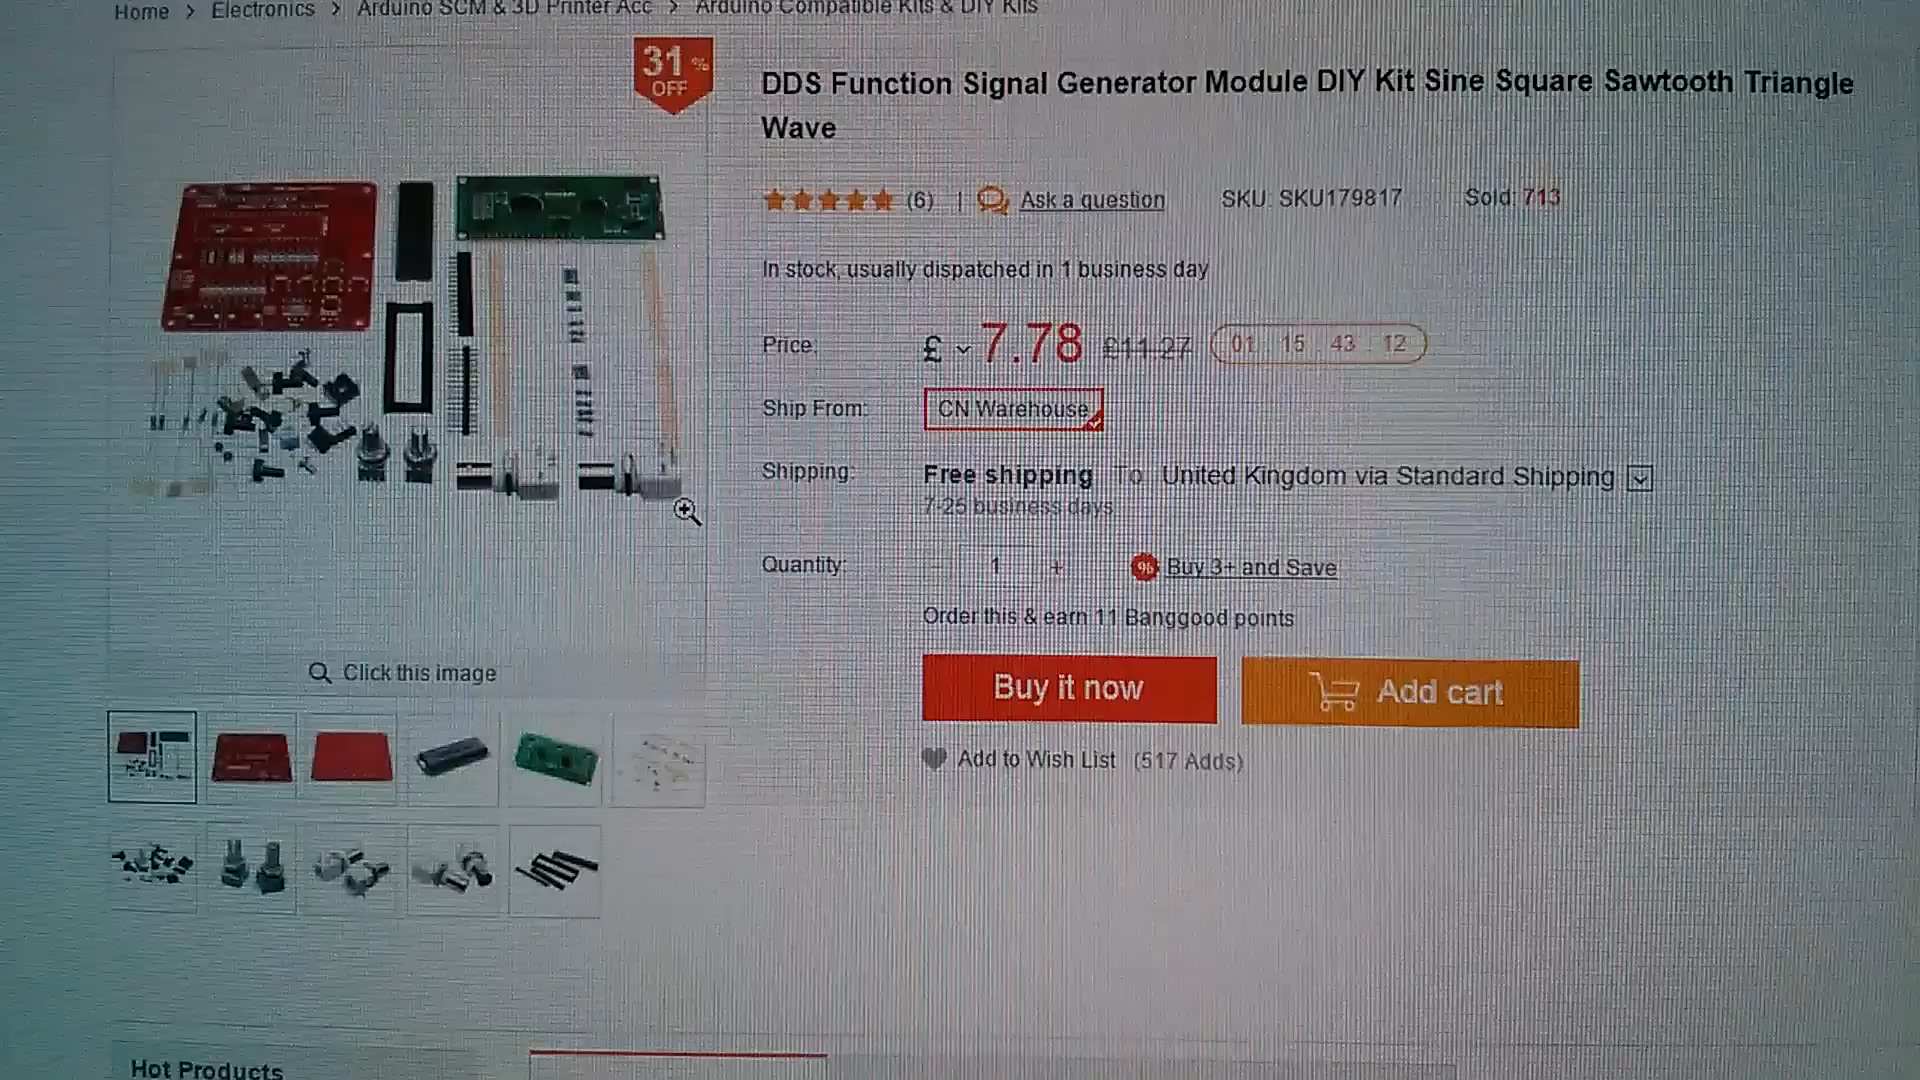 Home > Electronics > Arduino SCM & 3D Printer Acc > Arduino Compatible Kits & DIY Kits
31 %
OFF
DDS Function Signal Generator Module DIY Kit Sine Square Sawtooth Triangle
Wave
(6) | Ask a question SKU: SKU179817 Sold: 713
In stock, usually dispatched in 1 business day
Price: £ 7.78 £11.27 01 15 43 12
Ship From: CN Warehouse
Shipping: Free shipping To United Kingdom via Standard Shipping
7-25 business days
Quantity: - 1 + % Buy 3+ and Save
Order this & earn 11 Banggood points
Click this image
Buy it now Add cart
Add to Wish List (517 Adds)
Hot Products